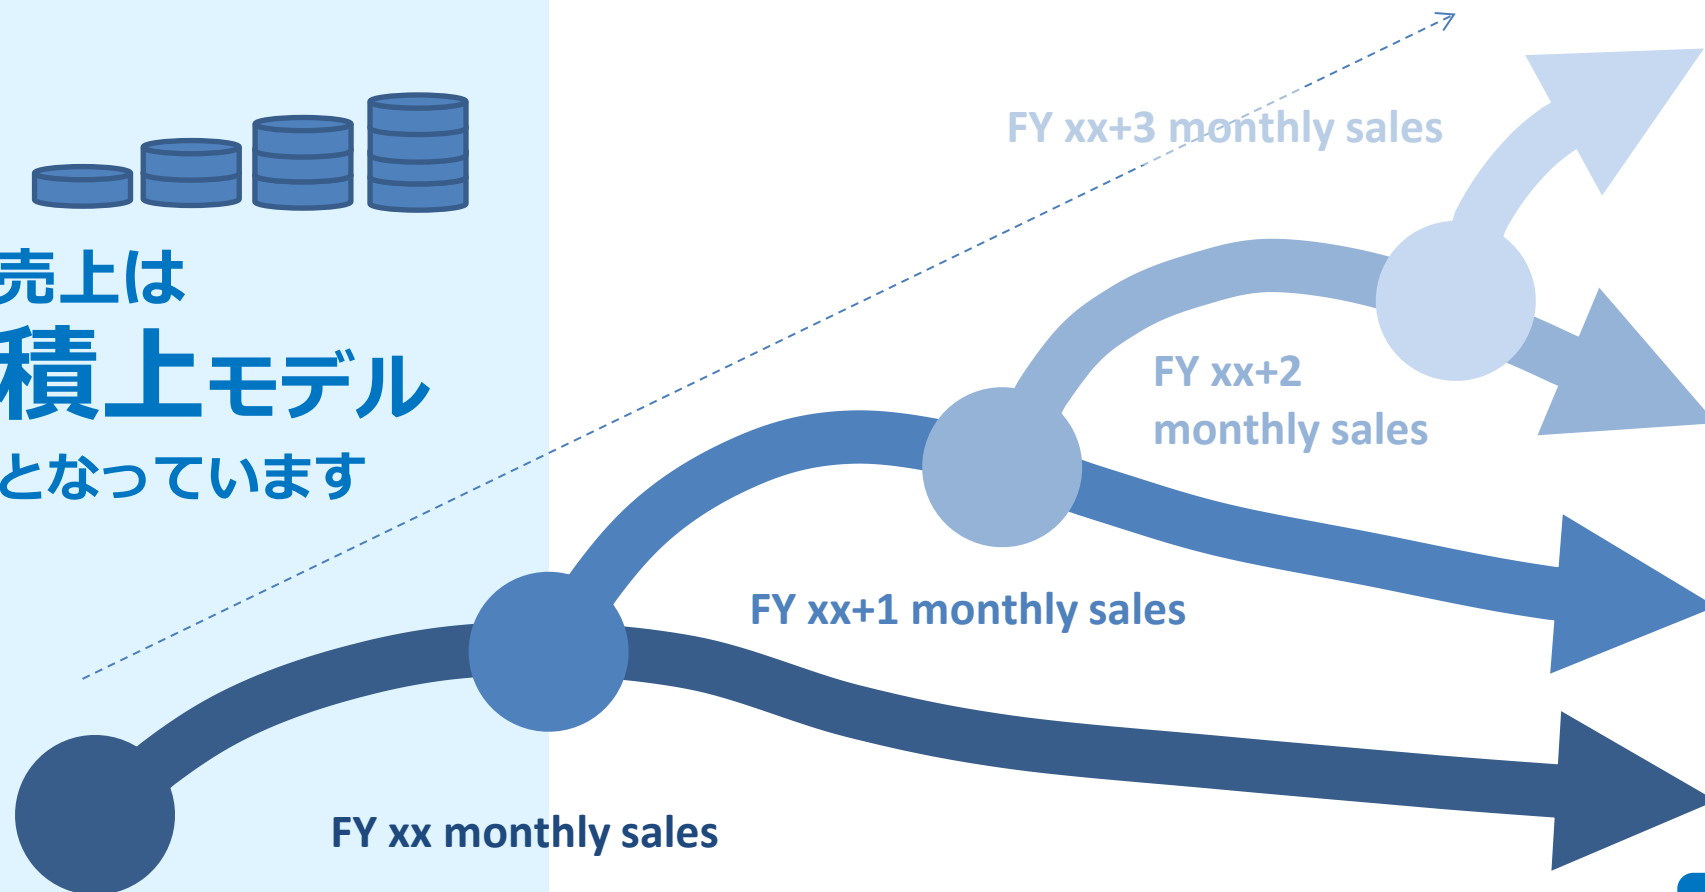 売上は
積上モデル
となっています
FY xx+3 monthly sales
FY xx+2
monthly sales
FY xx+1 monthly sales
FY xx monthly sales